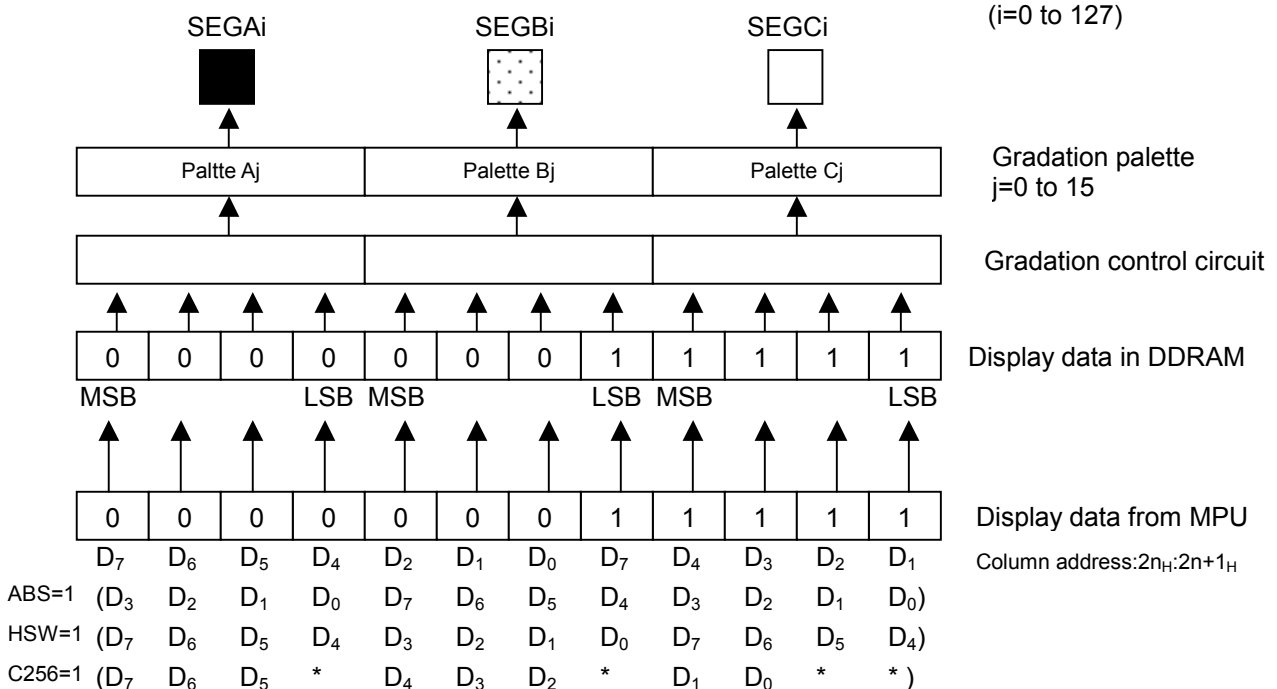 (i=0 to 127)
SEGAi SEGBi SEGCi
Paltte Aj Palette Bj Palette Cj
Gradation palette
j=0 to 15
Gradation control circuit
0 0 0 0 0 0 0 1 1 1 1 1 Display data in DDRAM
MSB LSB MSB LSB MSB LSB
0 0 0 0 0 0 0 1 1 1 1 1 Display data from MPU
D₇ D₆ D₅ D₄ D₂ D₁ D₀ D₇ D₄ D₃ D₂ D₁ Column address:2nH:2n+1H
ABS=1 (D₃ D₂ D₁ D₀ D₇ D₆ D₅ D₄ D₃ D₂ D₁ D₀)
HSW=1 (D₇ D₆ D₅ D₄ D₃ D₂ D₁ D₀ D₇ D₆ D₅ D₄)
C256=1 (D₇ D₆ D₅ * D₄ D₃ D₂ * D₁ D₀ * * )